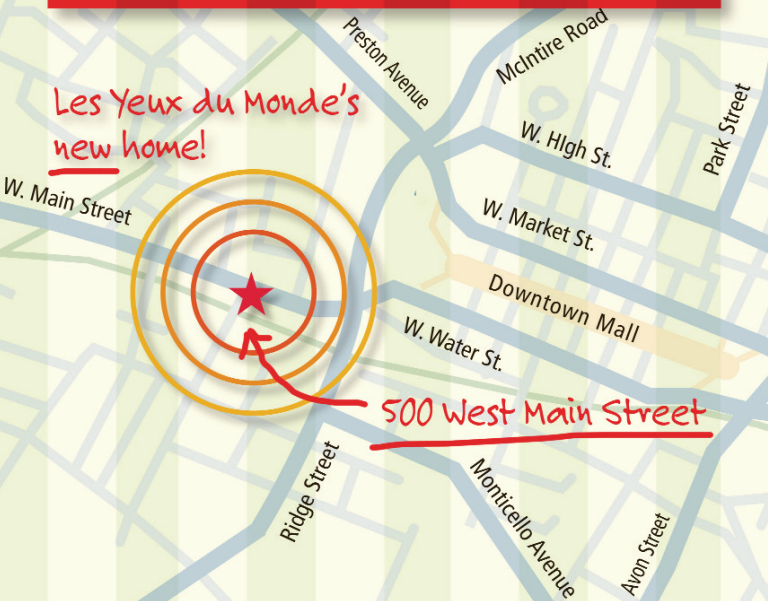 Preston Avenue
McIntire Road
Les Yeux du Monde's
new home!
W. HIgh St.
Park Street
W. Main Street
W. Market St.
Downtown Mall
W. Water St.
500 West Main Street
Ridge Street
Monticello Avenue
Avon Street